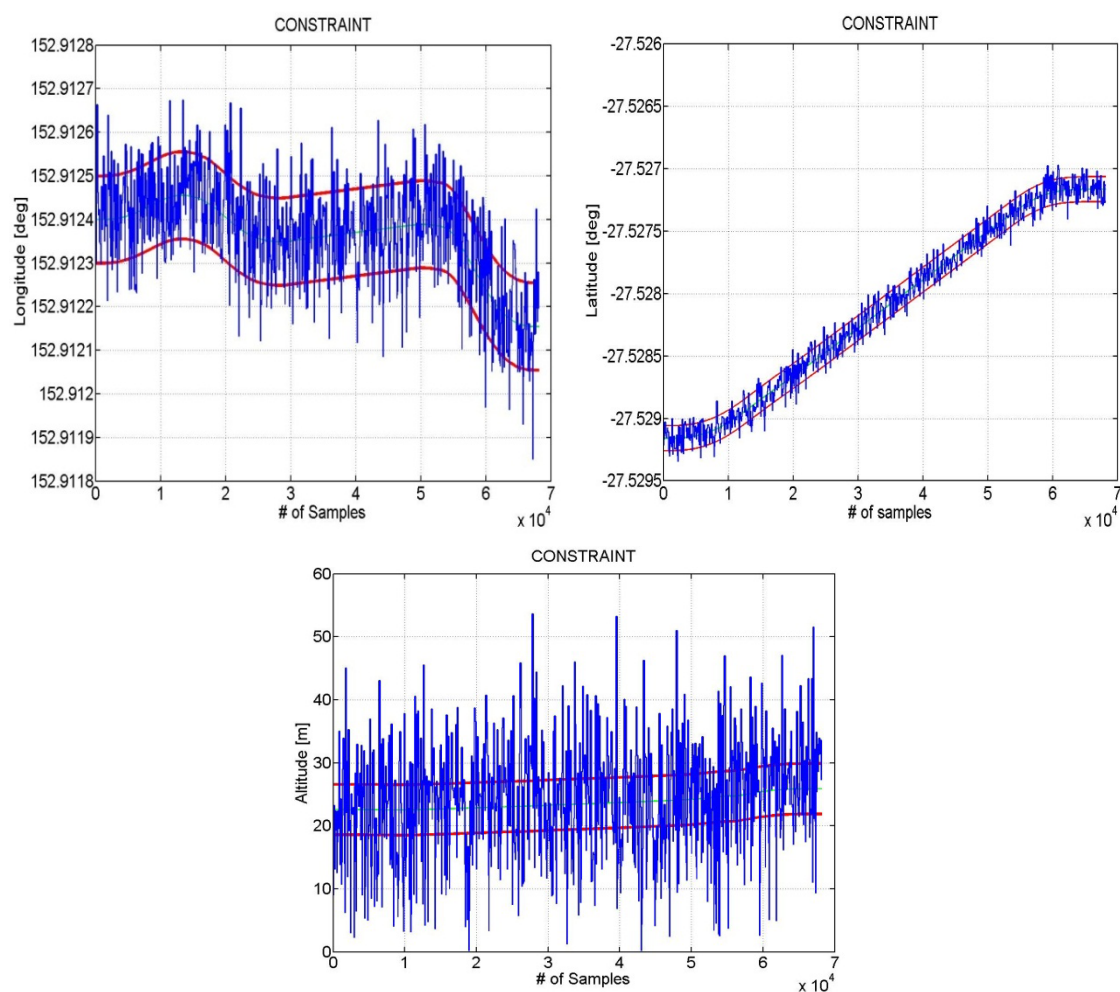 CONSTRAINT
152.9128
152.9127
152.9126
152.9125
152.9124
152.9123
152.9122
152.9121
152.912
152.9119
152.9118
Longitude [deg]
0 1 2 3 4 5 6 7
# of Samples
x 10^4
CONSTRAINT
-27.526
-27.5265
-27.527
-27.5275
-27.528
-27.5285
-27.529
-27.5295
Latitude [deg]
0 1 2 3 4 5 6 7
# of samples
x 10^4
CONSTRAINT
60
50
40
30
20
10
0
Altitude [m]
0 1 2 3 4 5 6 7
# of Samples
x 10^4